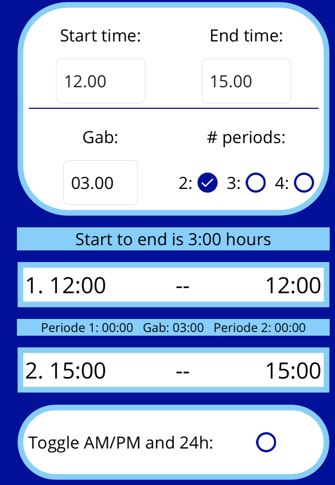 Start time: End time:
12.00 15.00
Gab: # periods:
03.00 2: 3: 4:
Start to end is 3:00 hours
1. 12:00 -- 12:00
Periode 1: 00:00 Gab: 03:00 Periode 2: 00:00
2. 15:00 -- 15:00
Toggle AM/PM and 24h: